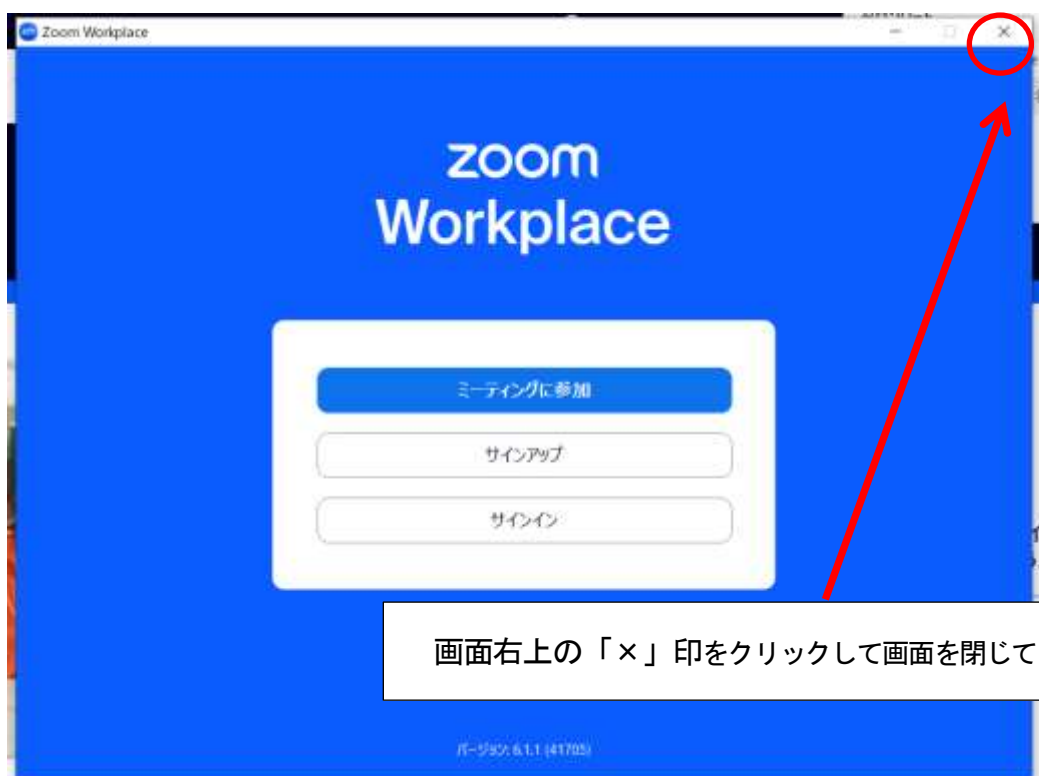 Zoom Workplace
zoom
Workplace
ミーティングに参加
サインアップ
サインイン
画面右上の「×」印をクリックして画面を閉じて
バージョン: 6.1.1 (41705)